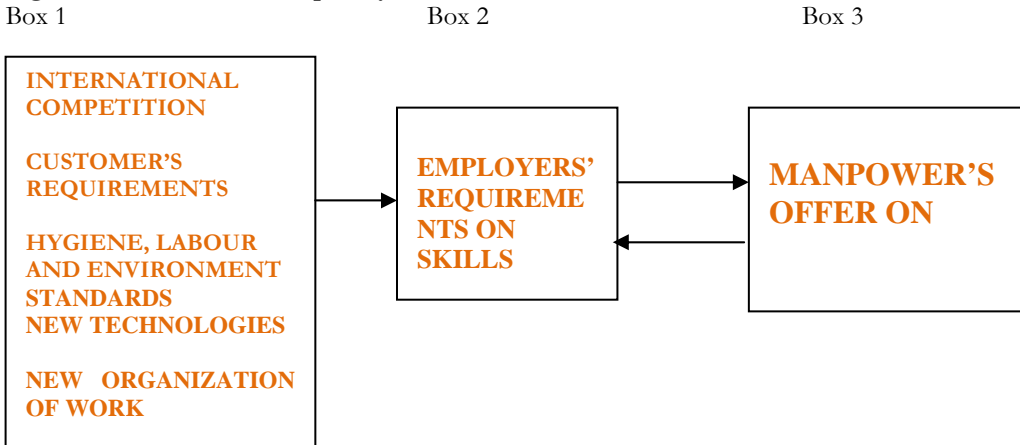 Box 1 Box 2 Box 3
INTERNATIONAL
COMPETITION
CUSTOMER'S
REQUIREMENTS
HYGIENE, LABOUR
AND ENVIRONMENT
STANDARDS
NEW TECHNOLOGIES
NEW ORGANIZATION
OF WORK
EMPLOYERS'
REQUIREME
NTS ON
SKILLS
MANPOWER'S
OFFER ON